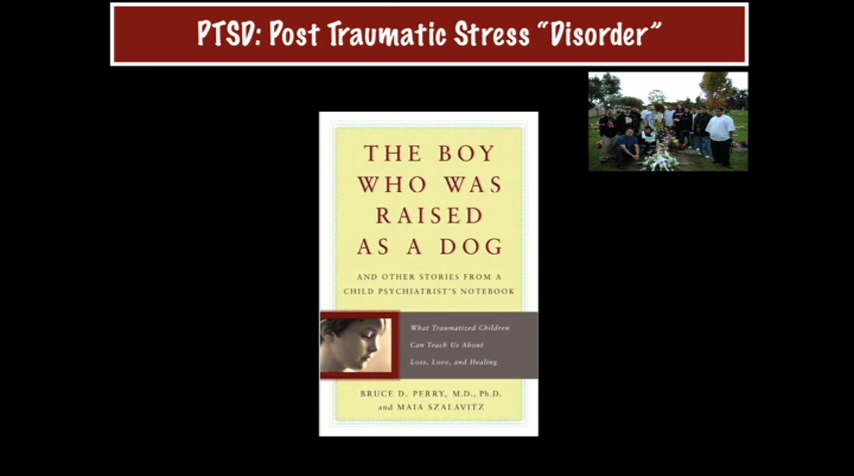 PTSD: Post Traumatic Stress “Disorder”
THE BOY
WHO WAS
RAISED
AS A DOG
AND OTHER STORIES FROM A
CHILD PSYCHIATRIST'S NOTEBOOK
What Traumatized Children
Can Teach Us About
Loss, Love, and Healing
BRUCE D. PERRY, M.D., Ph.D.
and MAIA SZALAVITZ